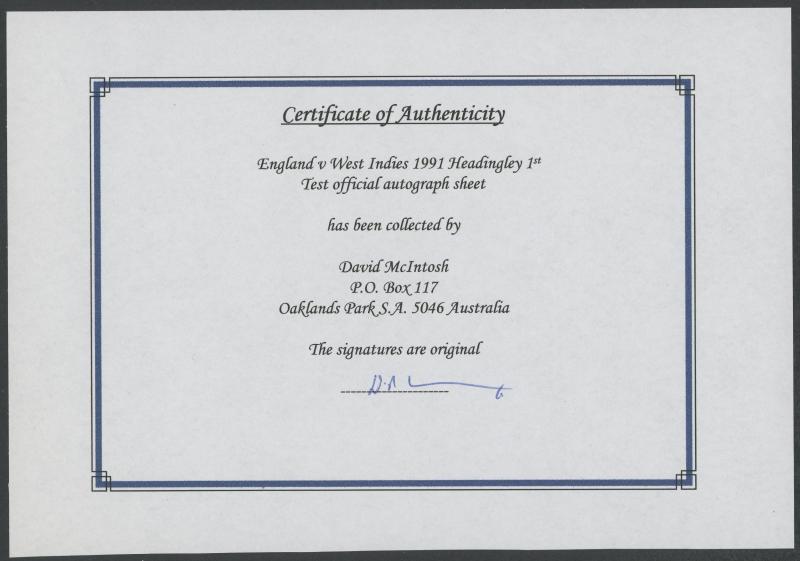 Certificate of Authenticity
England v West Indies 1991 Headingley 1st
Test official autograph sheet
has been collected by
David McIntosh
P.O. Box 117
Oaklands Park S.A. 5046 Australia
The signatures are original